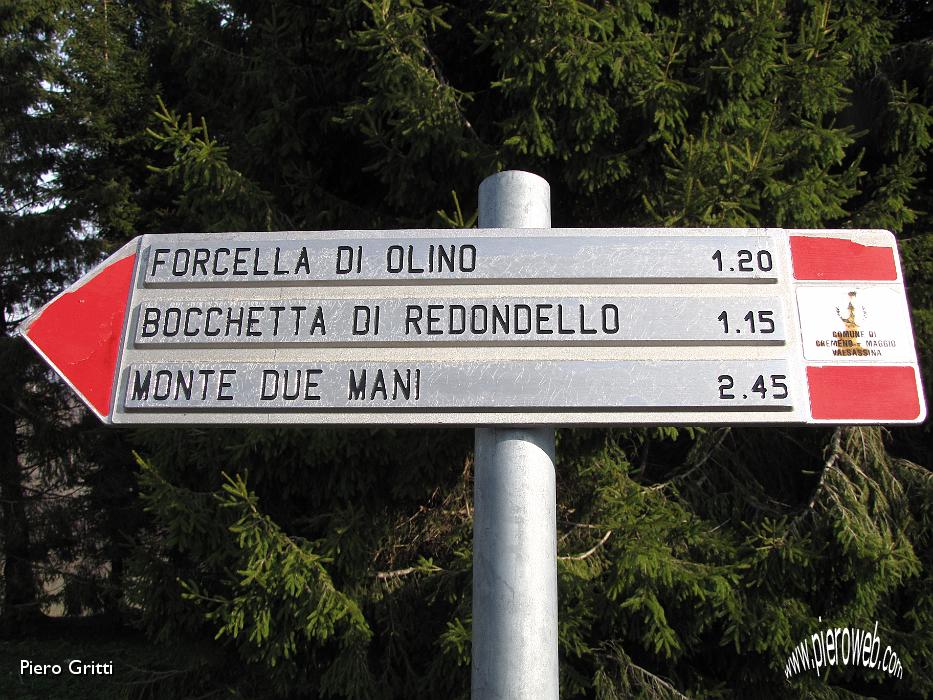 FORCELLA DI OLINO 1.20
BOCCHETTA DI REDONDELLO 1.15
MONTE DUE MANI 2.45
COMUNE DI
CREMENO - MAGGIO
VALSASSINA
Piero Gritti
www.pieroweb.com